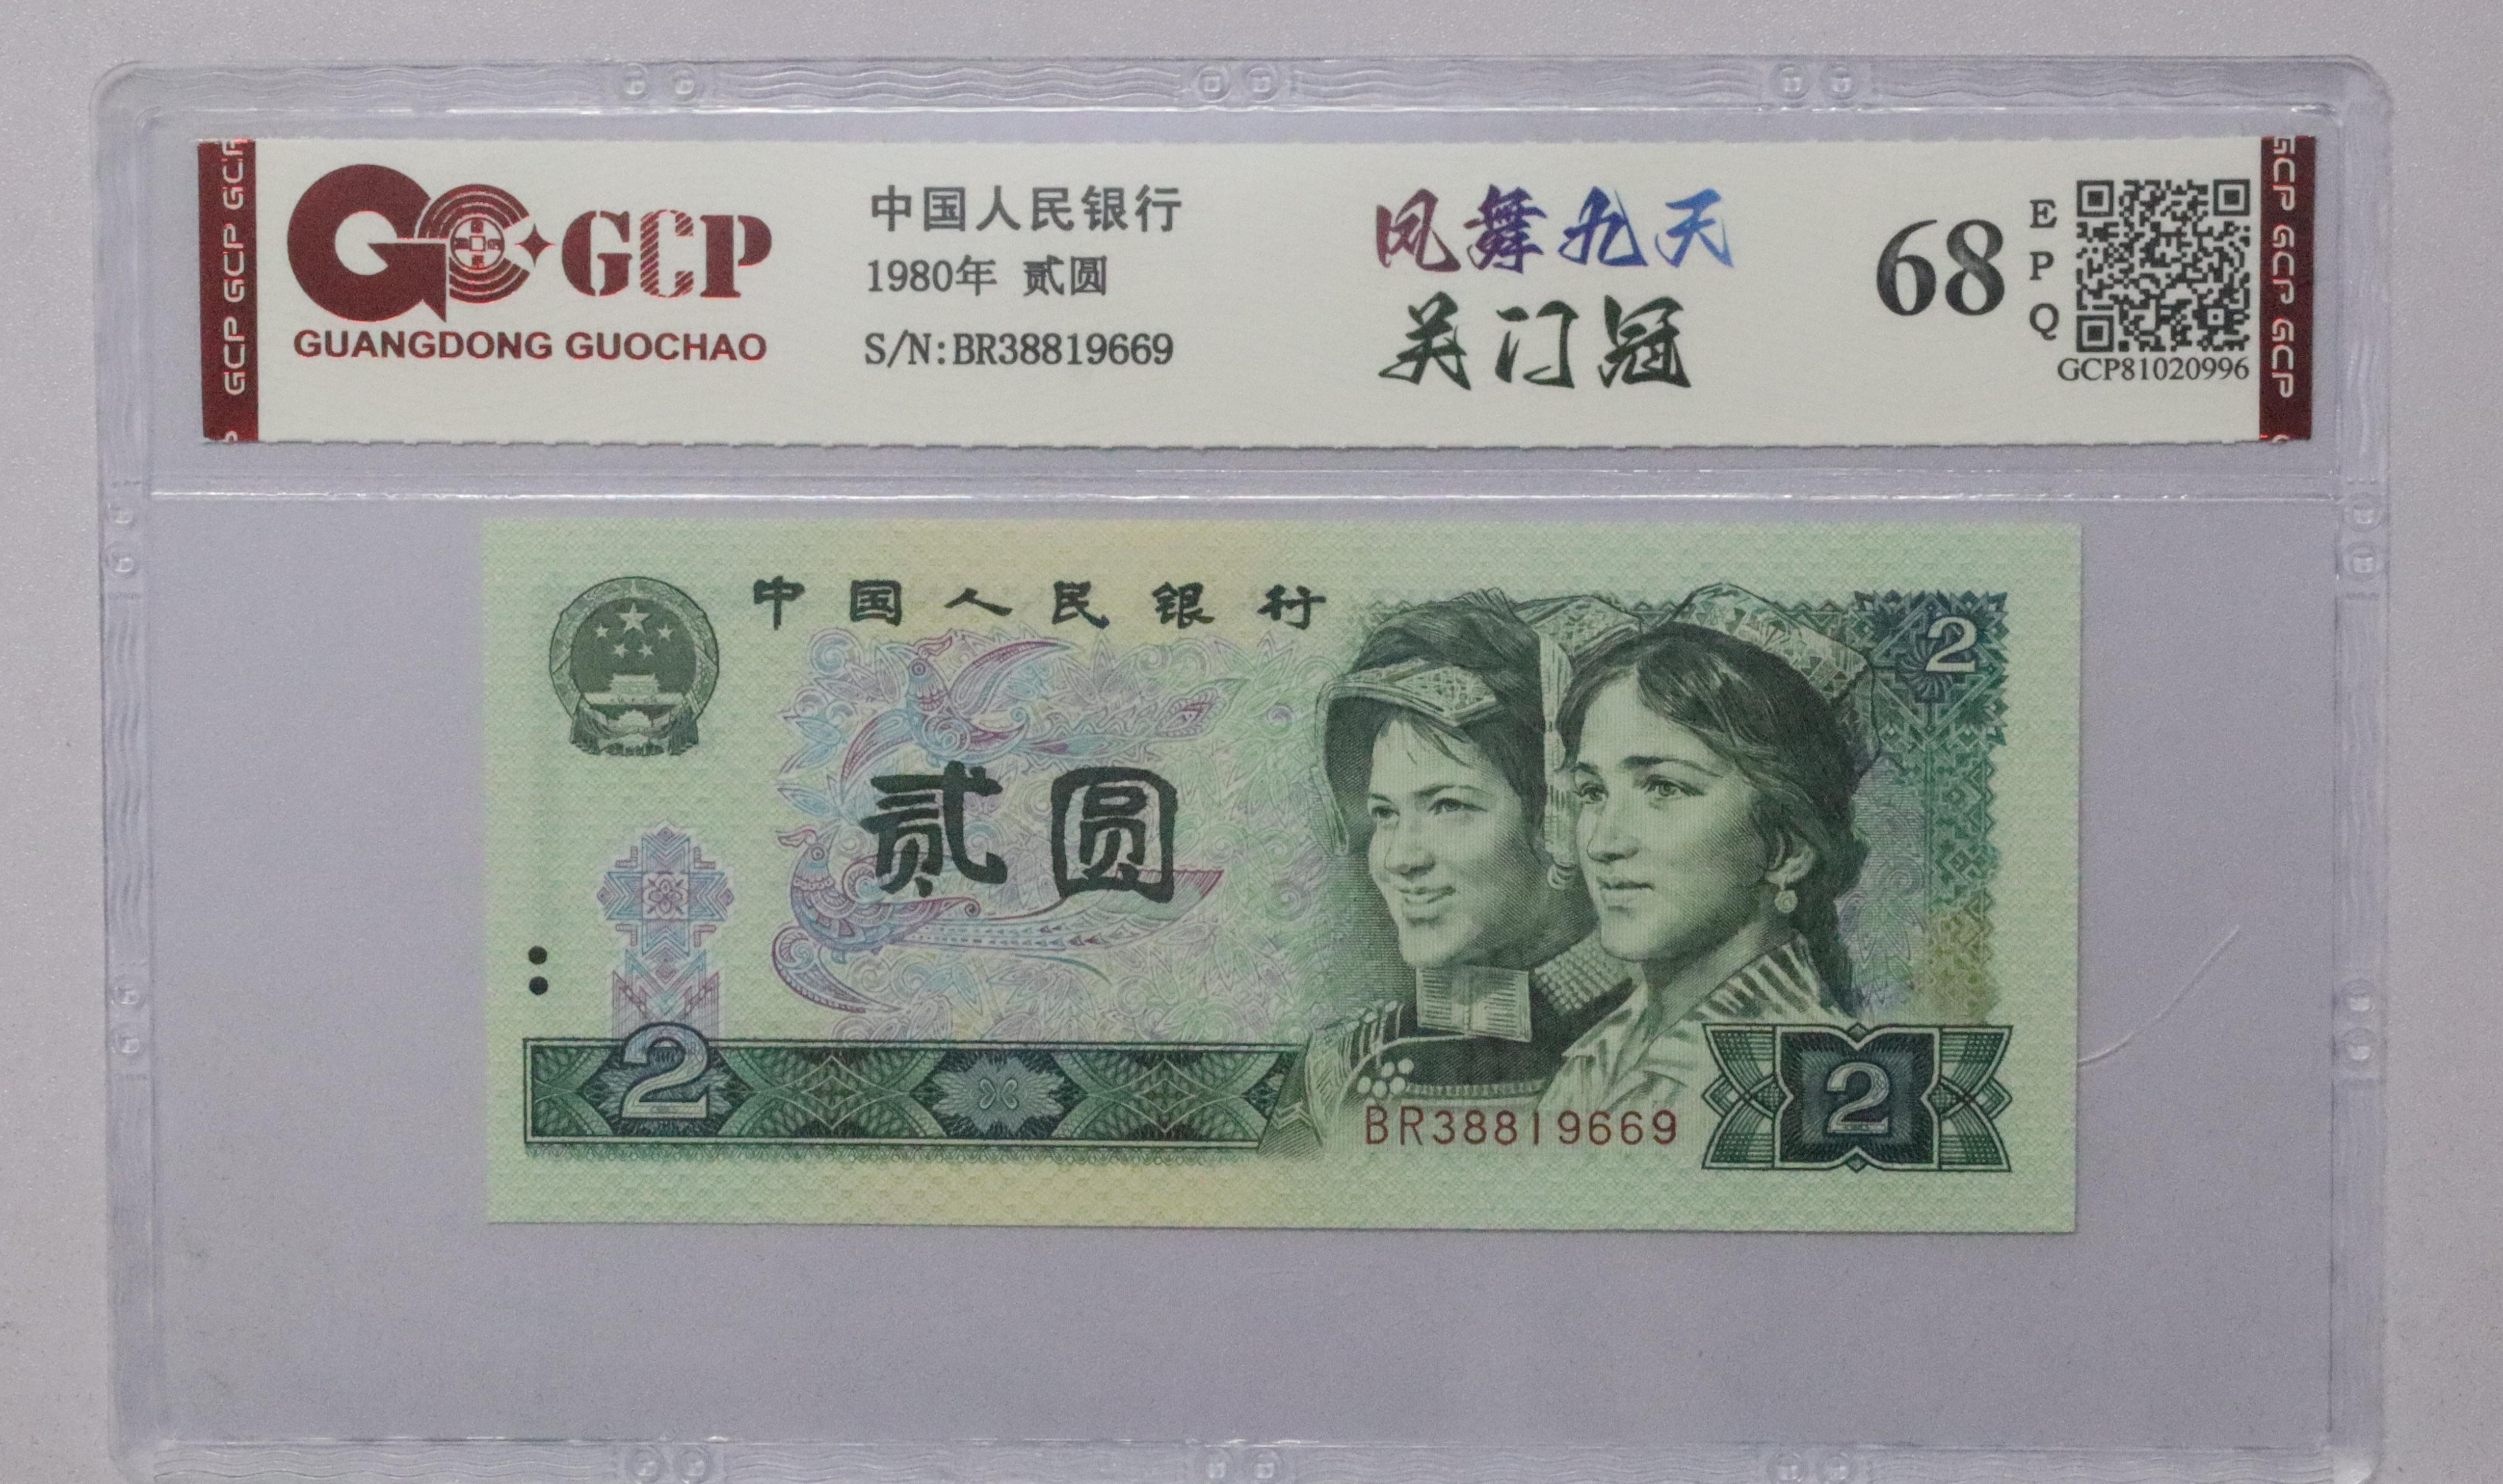 GCP
GUANGDONG GUOCHAO
中国人民银行
1980年 贰圆
S/N:BR38819669
凤舞九天
关门冠
68
EPQ
GCP81020996
GCP GCP GCP
GCP GCP GCP
中国人民银行
2
贰圆
2
BR38819669
2